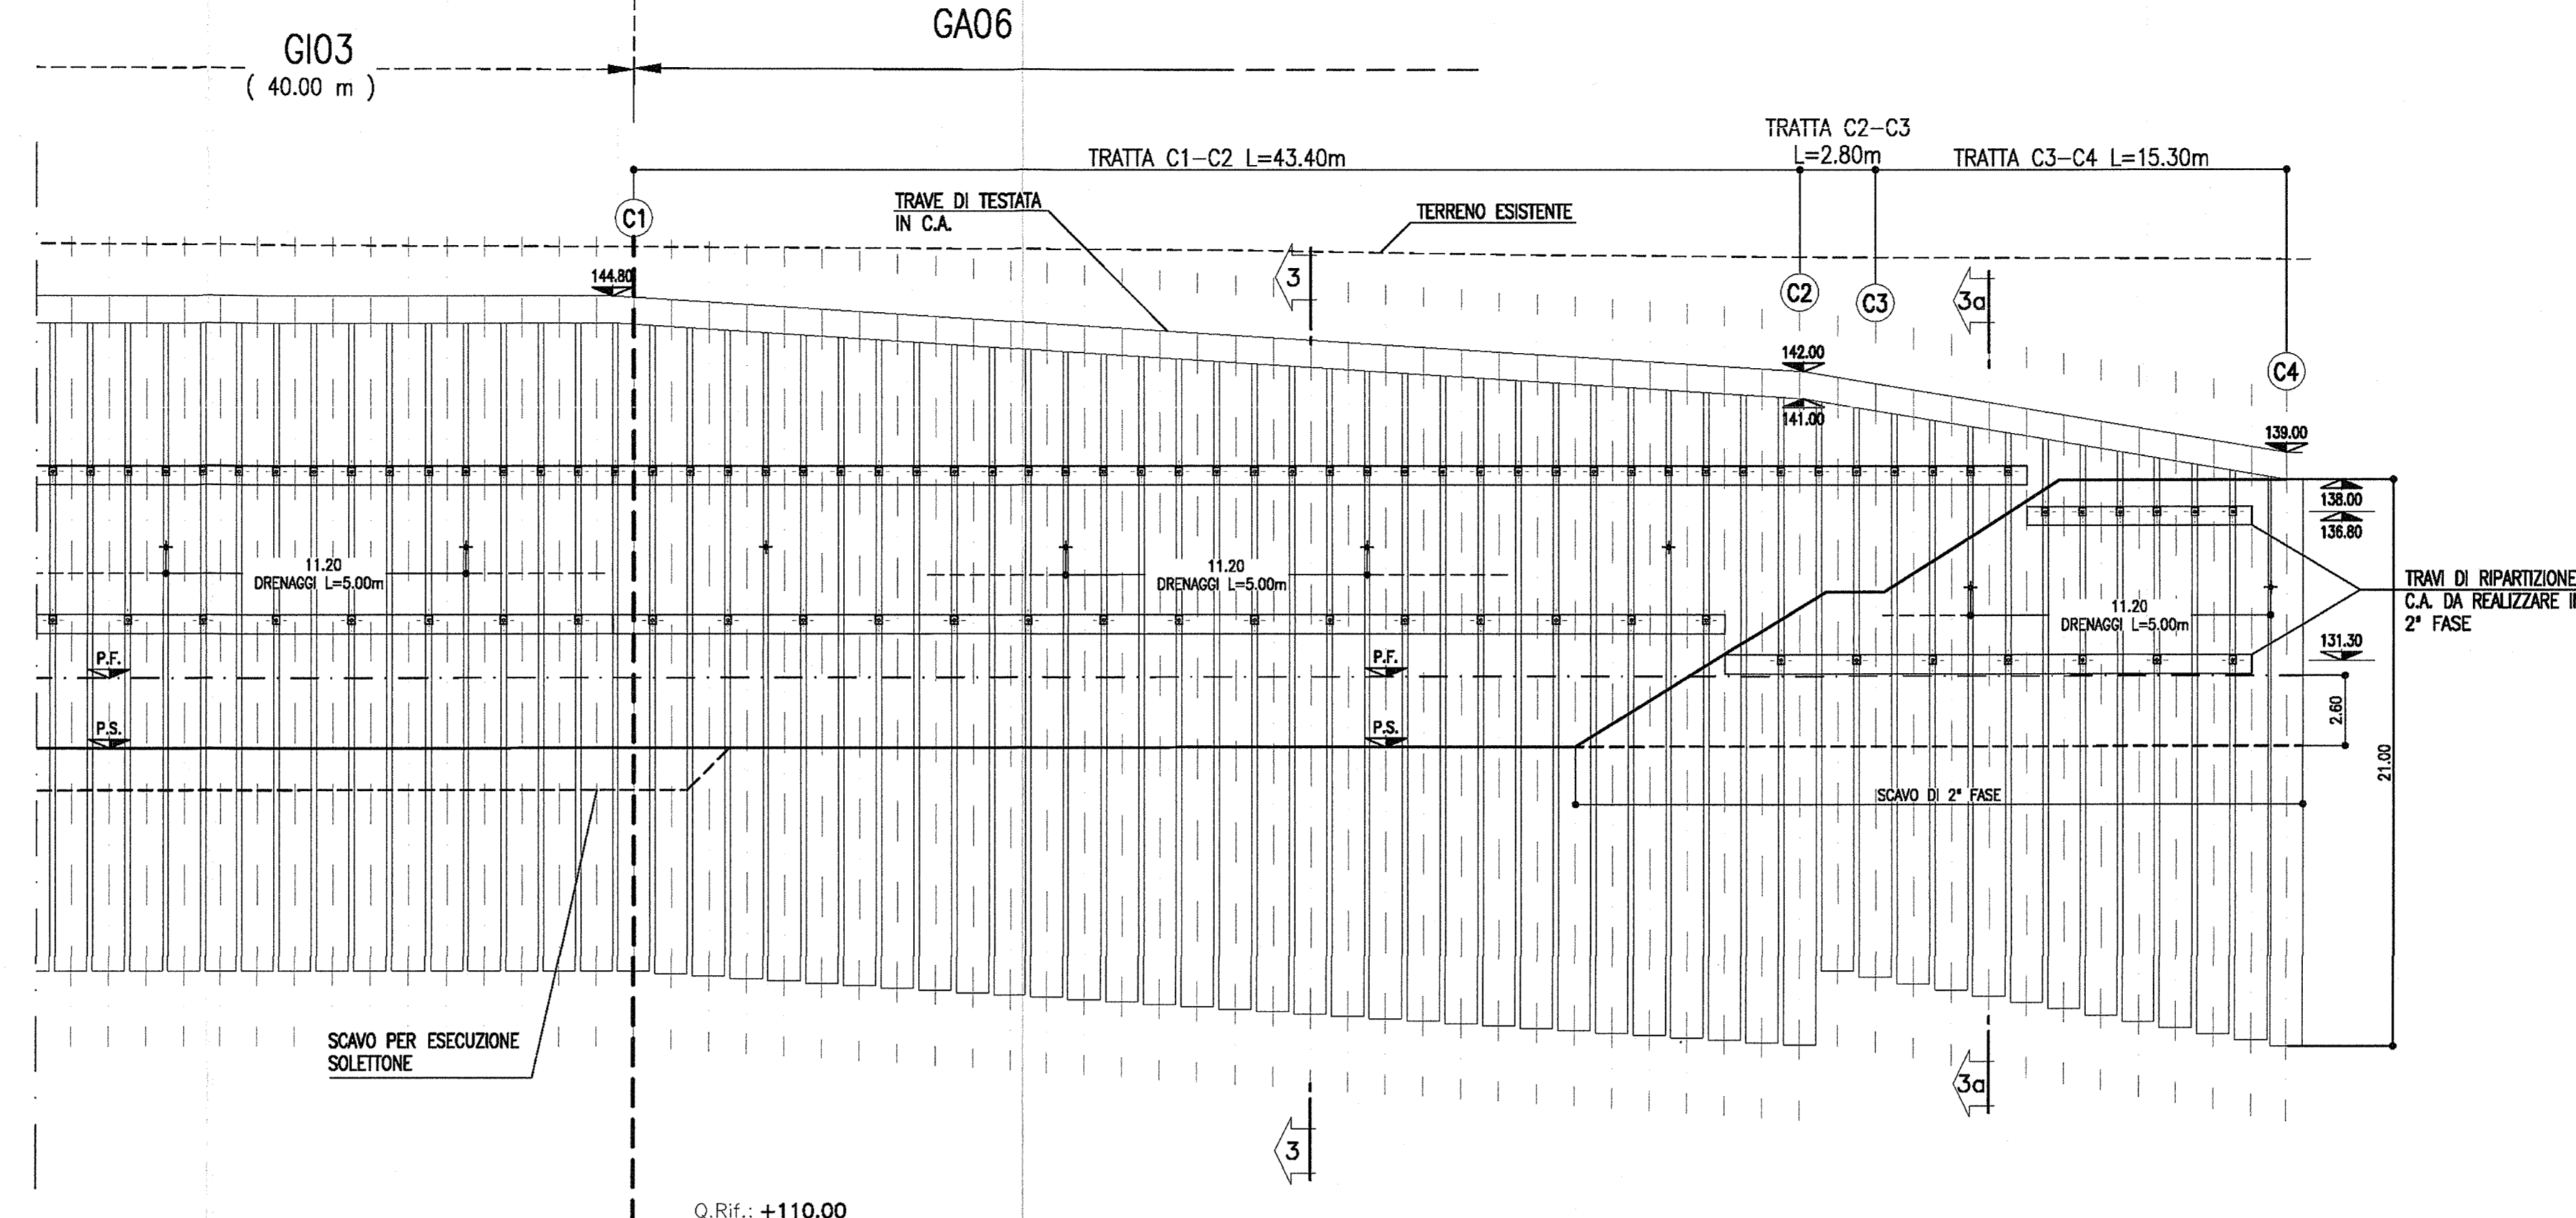 GI03
( 40.00 m )
GA06
TRATTA C1-C2 L=43.40m
TRATTA C2-C3
L=2.80m
TRATTA C3-C4 L=15.30m
C1
TRAVE DI TESTATA
IN C.A.
TERRENO ESISTENTE
144.80
3
C2
C3
3a
C4
142.00
141.00
139.00
138.00
136.80
11.20
DRENAGGI L=5.00m
11.20
DRENAGGI L=5.00m
11.20
DRENAGGI L=5.00m
TRAVI DI RIPARTIZIONE
C.A. DA REALIZZARE
2ª FASE
131.30
P.F.
P.F.
2.60
P.S.
P.S.
21.00
SCAVO DI 2ª FASE
SCAVO PER ESECUZIONE
SOLETTONE
3a
3
Q.Rif.: +110.00